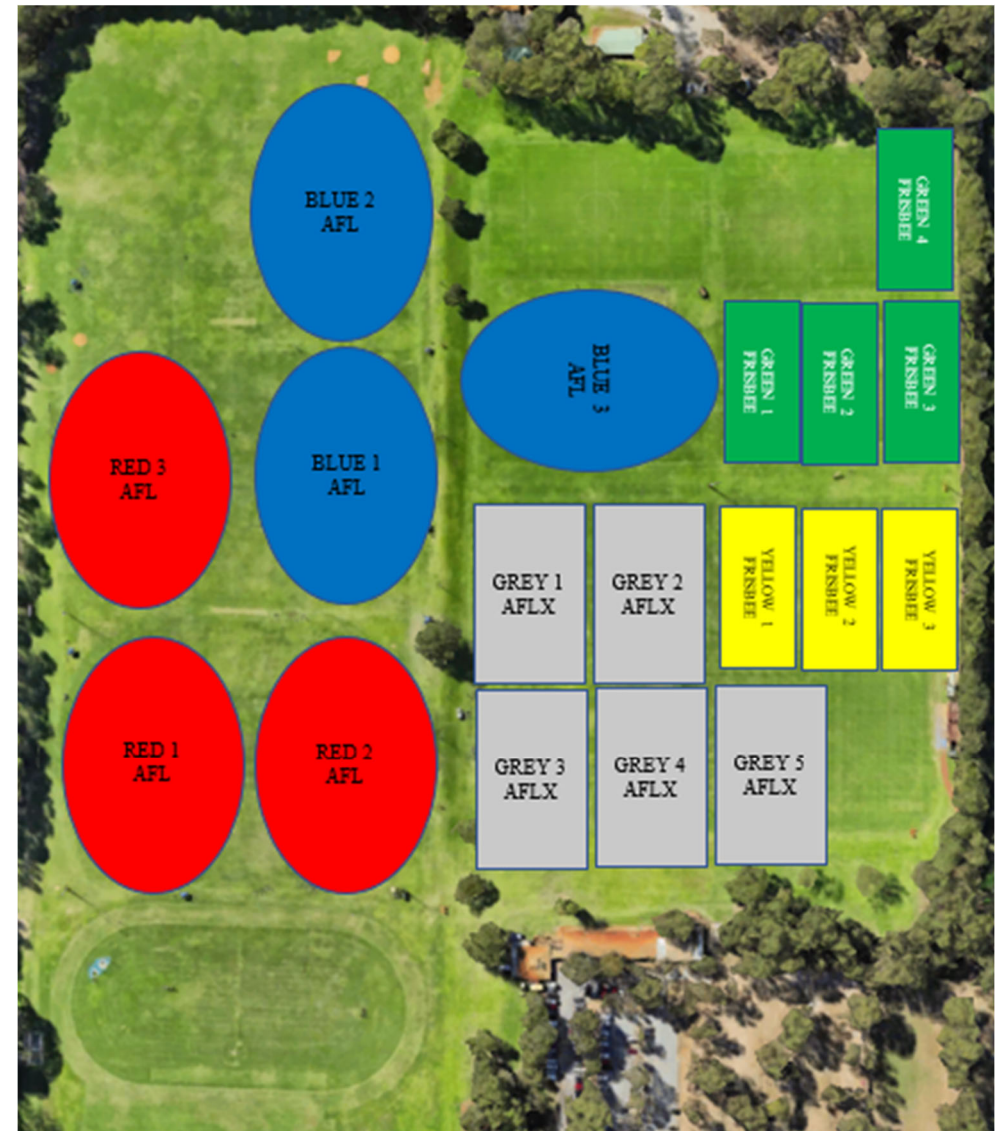 BLUE 2
AFL
GREEN 4
FRISBEE
BLUE 3
AFL
GREEN 1
FRISBEE
GREEN 2
FRISBEE
GREEN 3
FRISBEE
RED 3
AFL
BLUE 1
AFL
GREY 1
AFLX
GREY 2
AFLX
YELLOW 1
FRISBEE
YELLOW 2
FRISBEE
YELLOW 3
FRISBEE
RED 1
AFL
RED 2
AFL
GREY 3
AFLX
GREY 4
AFLX
GREY 5
AFLX